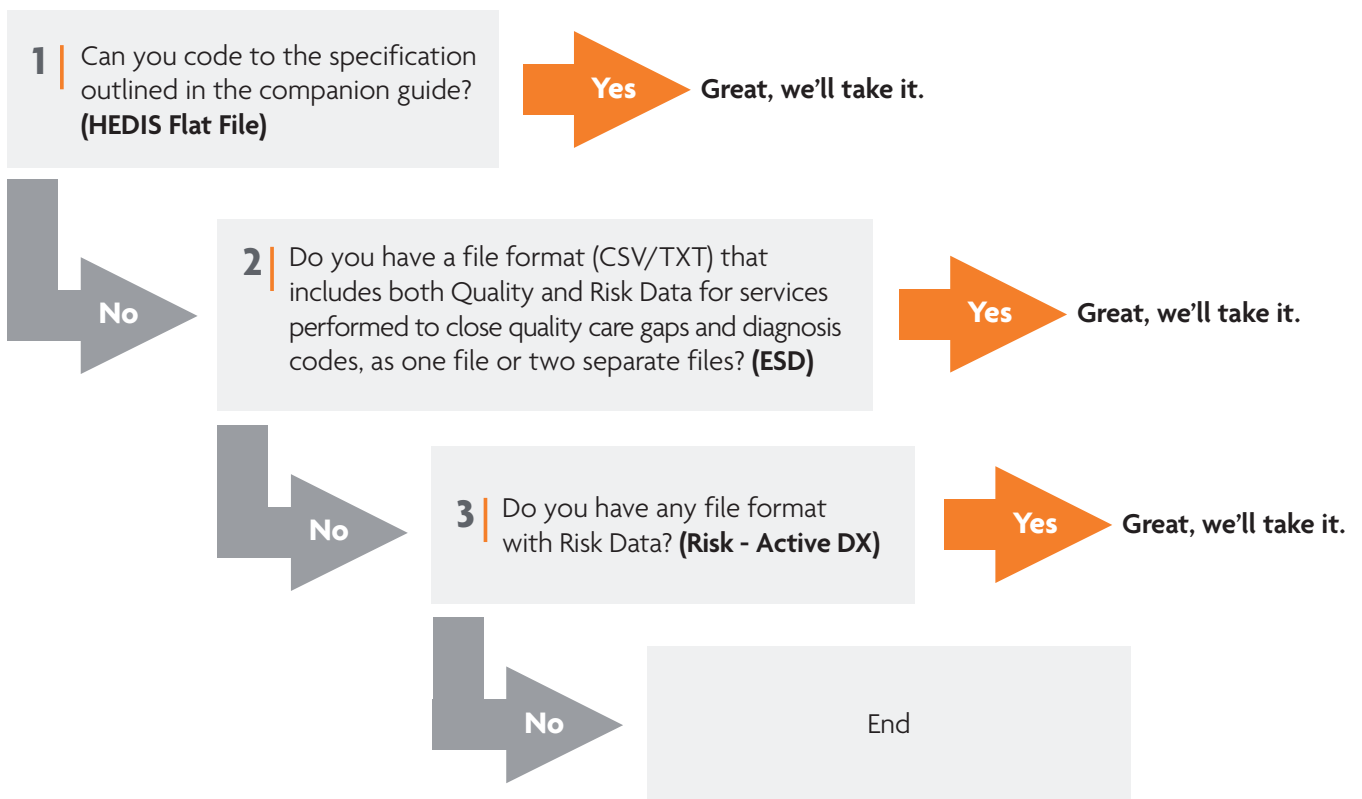 1 Can you code to the specification
outlined in the companion guide?
(HEDIS Flat File)
Yes
Great, we’ll take it.
No
2 Do you have a file format (CSV/TXT) that
includes both Quality and Risk Data for services
performed to close quality care gaps and diagnosis
codes, as one file or two separate files? (ESD)
Yes
Great, we’ll take it.
No
3 Do you have any file format
with Risk Data? (Risk - Active DX)
Yes
Great, we’ll take it.
No
End